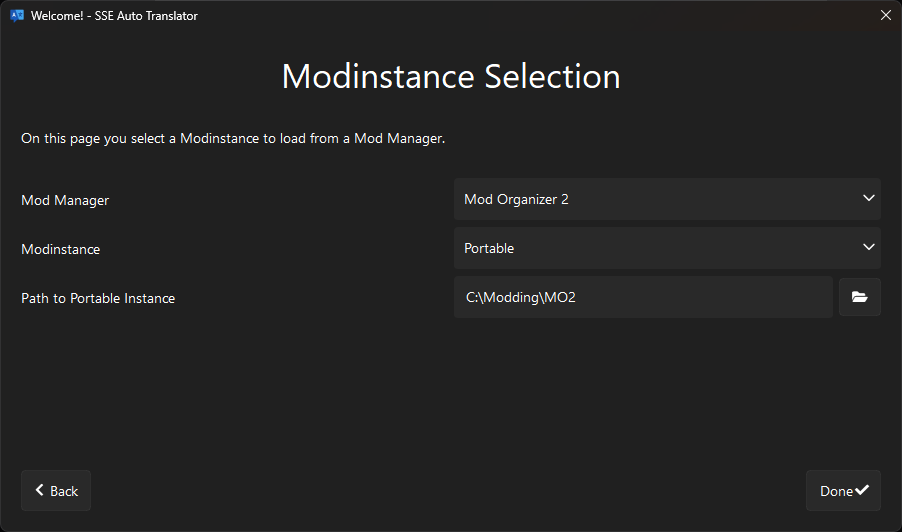 Welcome! - SSE Auto Translator
Modinstance Selection
On this page you select a Modinstance to load from a Mod Manager.
Mod Manager
Mod Organizer 2
Modinstance
Portable
Path to Portable Instance
C:\Modding\MO2
Back
Done